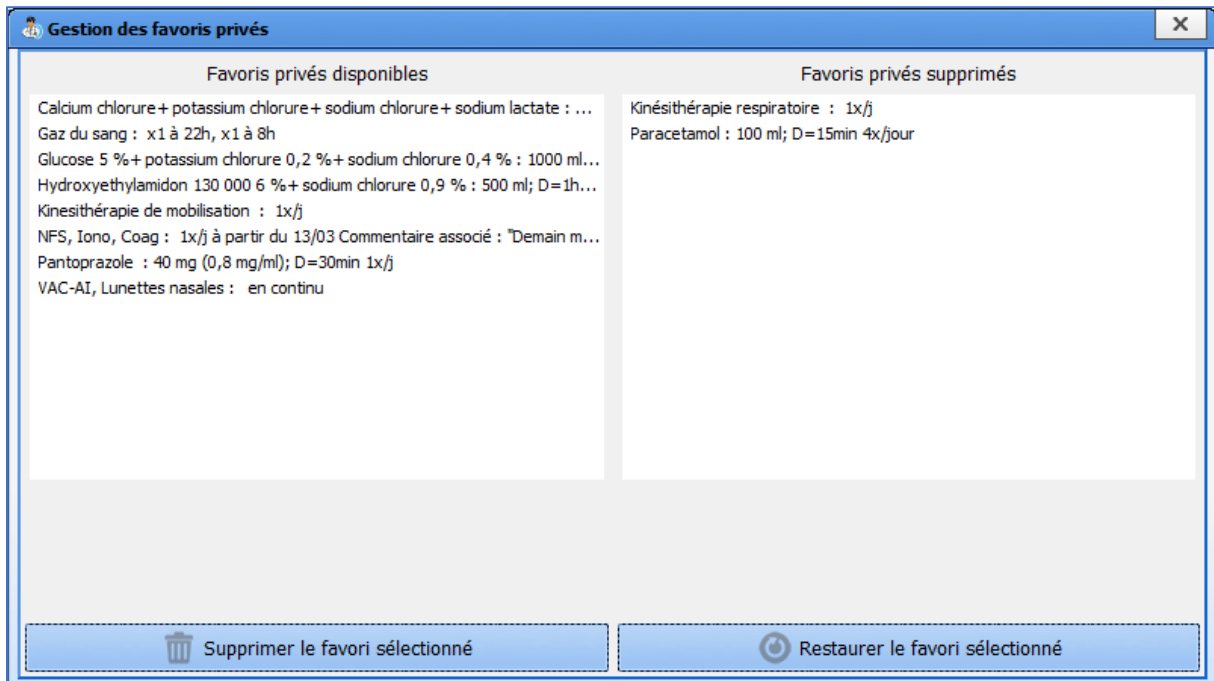 Gestion des favoris privés
Favoris privés disponibles
Calcium chlorure+ potassium chlorure+ sodium chlorure+ sodium lactate : ...
Gaz du sang : x1 à 22h, x1 à 8h
Glucose 5 %+ potassium chlorure 0,2 %+ sodium chlorure 0,4 % : 1000 ml...
Hydroxyethylamidon 130 000 6 %+ sodium chlorure 0,9 % : 500 ml; D=1h...
Kinesithérapie de mobilisation : 1x/j
NFS, Iono, Coag : 1x/j à partir du 13/03 Commentaire associé : "Demain m...
Pantoprazole : 40 mg (0,8 mg/ml); D=30min 1x/j
VAC-AI, Lunettes nasales : en continu
Favoris privés supprimés
Kinésithérapie respiratoire : 1x/j
Paracetamol : 100 ml; D=15min 4x/jour
Supprimer le favori sélectionné
Restaurer le favori sélectionné